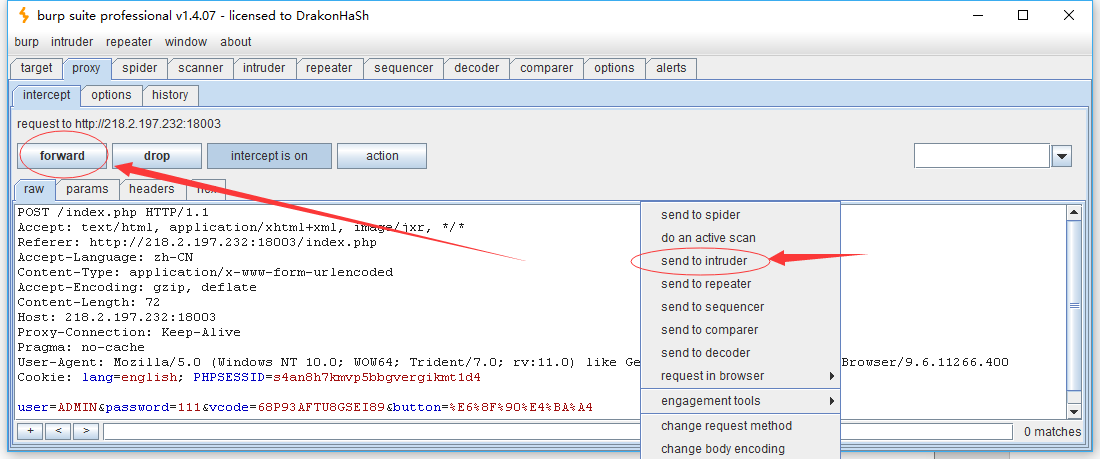 burp suite professional v1.4.07 - licensed to DrakonHaSh
burp intruder repeater window about
target proxy spider scanner intruder repeater sequencer decoder comparer options alerts
intercept options history
request to http://218.2.197.232:18003
forward drop intercept is on action
raw params headers hex
POST /index.php HTTP/1.1
Accept: text/html, application/xhtml+xml, image/jxr, */*
Referer: http://218.2.197.232:18003/index.php
Accept-Language: zh-CN
Content-Type: application/x-www-form-urlencoded
Accept-Encoding: gzip, deflate
Content-Length: 72
Host: 218.2.197.232:18003
Proxy-Connection: Keep-Alive
Pragma: no-cache
User-Agent: Mozilla/5.0 (Windows NT 10.0; WOW64; Trident/7.0; rv:11.0) like Ge Browser/9.6.11266.400
Cookie: lang=english; PHPSESSID=s4an8h7kmvp5bbgvergikmt1d4
user=ADMIN&password=111&vcode=68P93AFTU8GSEI89&button=%E6%8F%90%E4%BA%A4
send to spider
do an active scan
send to intruder
send to repeater
send to sequencer
send to comparer
send to decoder
request in browser
engagement tools
change request method
change body encoding
+ < > 0 matches